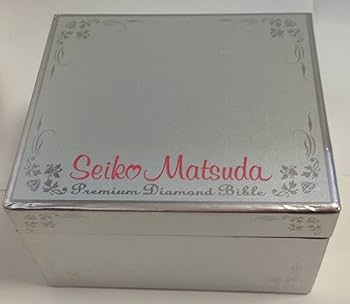 Seiko Matsuda
Premium Diamond Bible